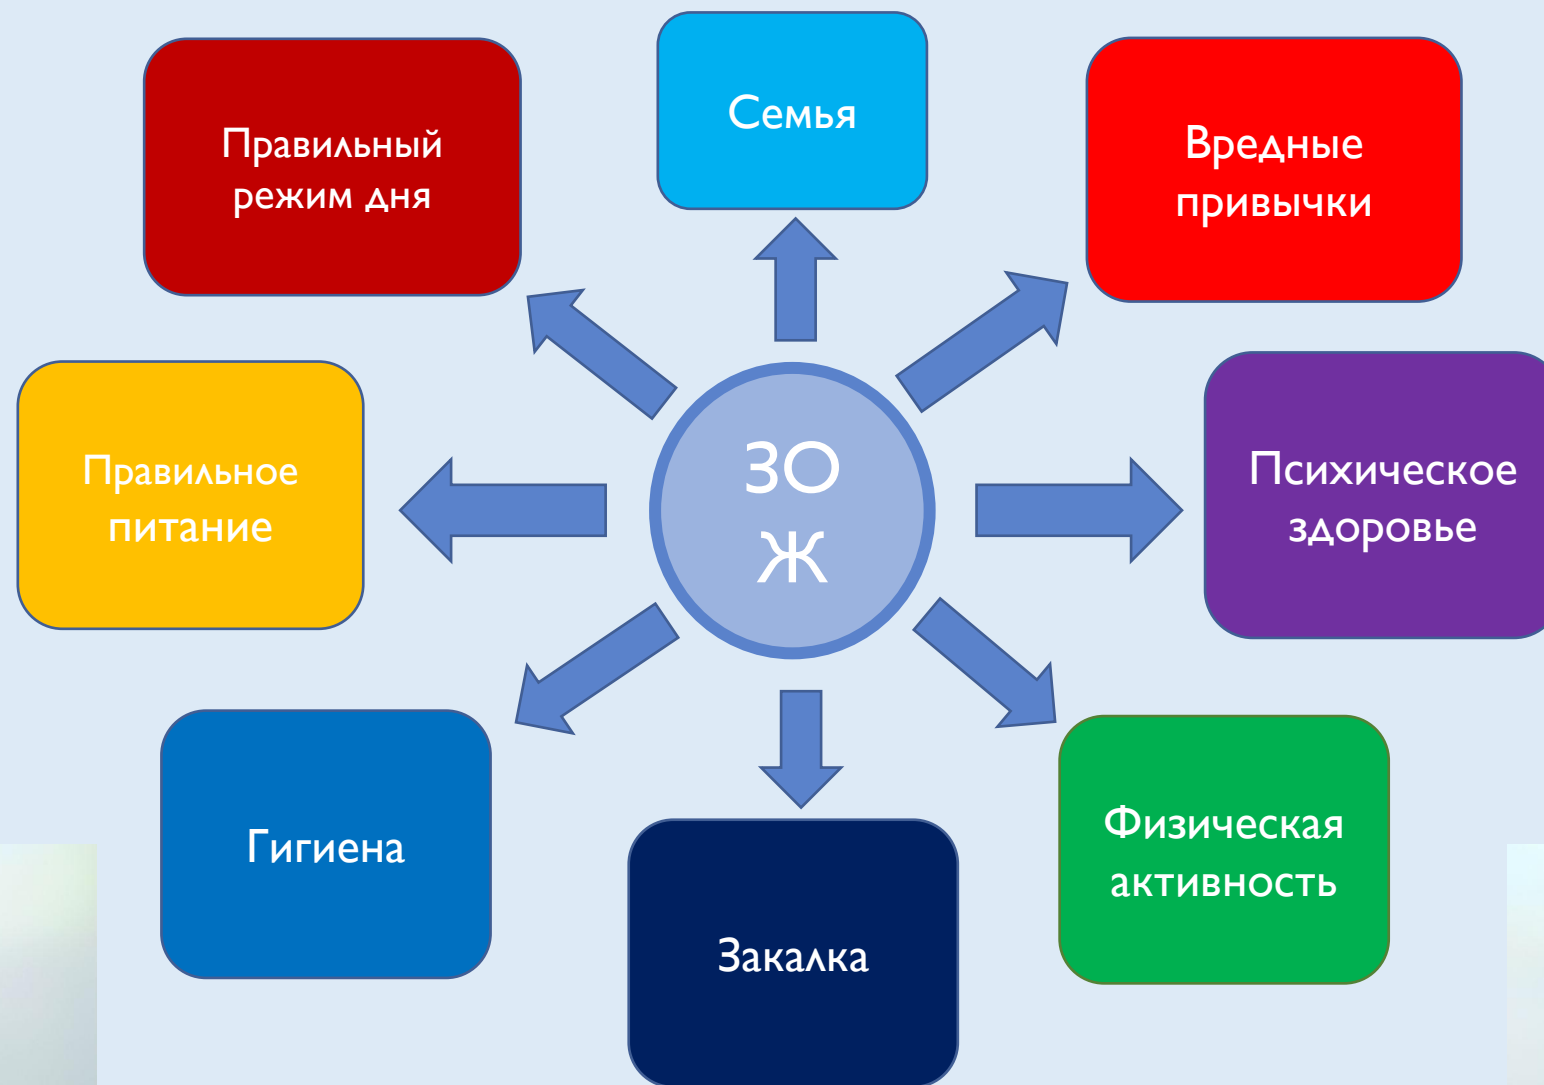 Семья
Правильный
режим дня
Вредные
привычки
Правильное
питание
ЗО
Ж
Психическое
здоровье
Гигиена
Физическая
активность
Закалка